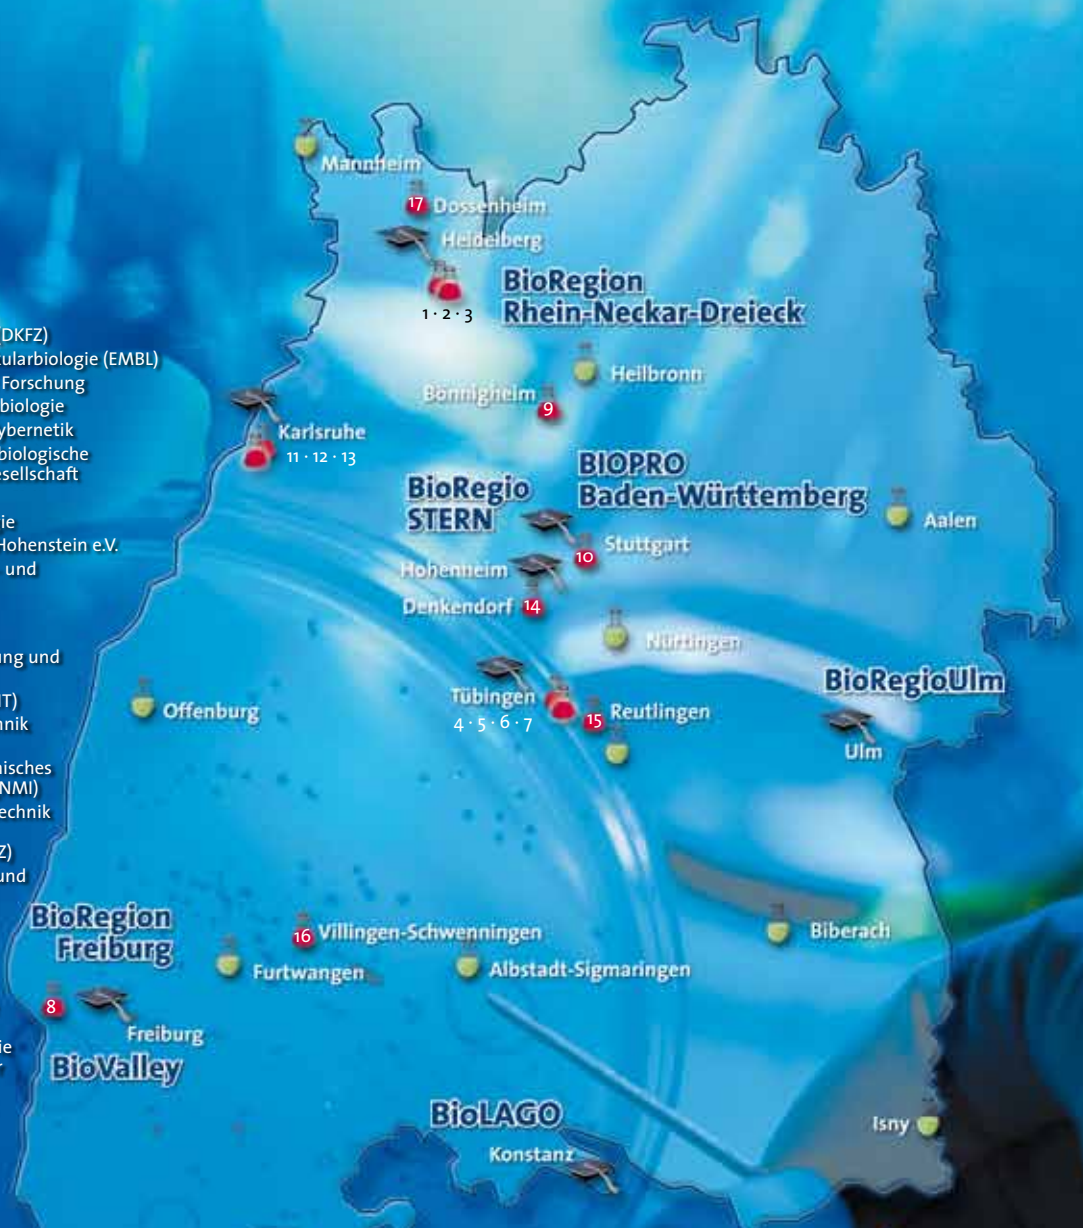 Mannheim
17 Dossenheim
Heidelberg
1 · 2 · 3
BioRegion
Rhein-Neckar-Dreieck
Heilbronn
Bönnigheim
9
Karlsruhe
11 · 12 · 13
BIOPRO
Baden-Württemberg
BioRegio
STERN
Aalen
Stuttgart
10
Hohenheim
Denkendorf 14
Nürtingen
BioRegioUlm
Ulm
Tübingen
4 · 5 · 6 · 7
15 Reutlingen
Offenburg
BioRegion
Freiburg
16 Villingen-Schwenningen
Furtwangen
Albstadt-Sigmaringen
Biberach
8
Freiburg
BioValley
BioLAGO
Konstanz
Isny
(DKFZ)
kularbiologie (EMBL)
Forschung
biologie
ybernetik
biologische
esellschaft
ie
Hohenstein e.V.
und
ung und
IT)
hnik
nisches
NMI)
echnik
Z)
und
ie